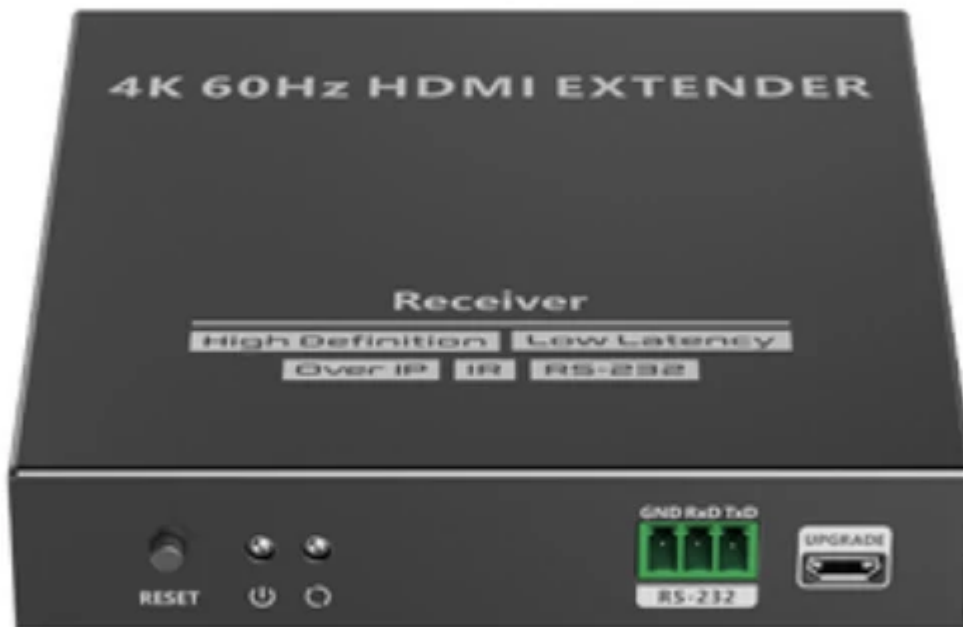 4K 60Hz HDMI EXTENDER
Receiver
High Definition Low Latency
Over IP IR RS-232
GND RxD TxD
UPGRADE
RESET
RS-232